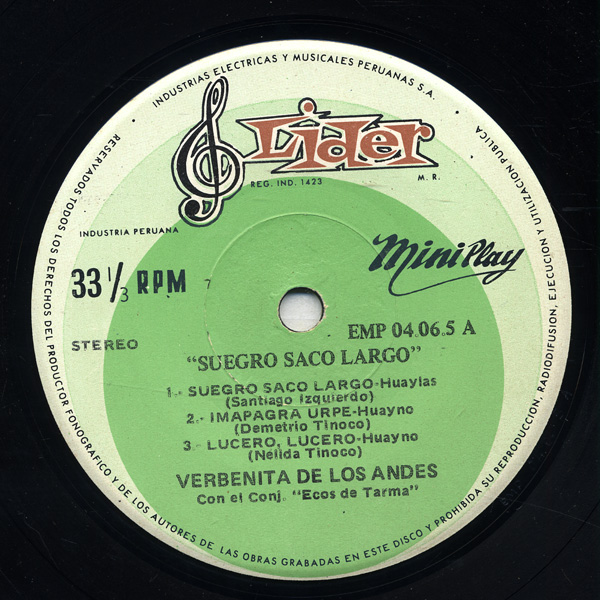 INDUSTRIAS ELECTRICAS Y MUSICALES PERUANAS S.A.
Lider
REG. IND. 1423
M. R.
INDUSTRIA PERUANA
MiniPlay
33 1/3 RPM
STEREO
EMP 04.06.5 A
"SUEGRO SACO LARGO"
1.- SUEGRO SACO LARGO-Huaylas
(Santiago Izquierdo)
2.- IMAPAGRA URPE-Huayno
(Demetrio Tinoco)
3.- LUCERO, LUCERO-Huayno
(Nélida Tinoco)
VERBENITA DE LOS ANDES
Con el Conj. "Ecos de Tarma"
RESERVADOS TODOS LOS DERECHOS DEL PRODUCTOR FONOGRAFICO Y DE LOS AUTORES DE LAS OBRAS GRABADAS EN ESTE DISCO Y PROHIBIDA SU REPRODUCCION, RADIODIFUSION, EJECUCION Y UTILIZACION PUBLICA